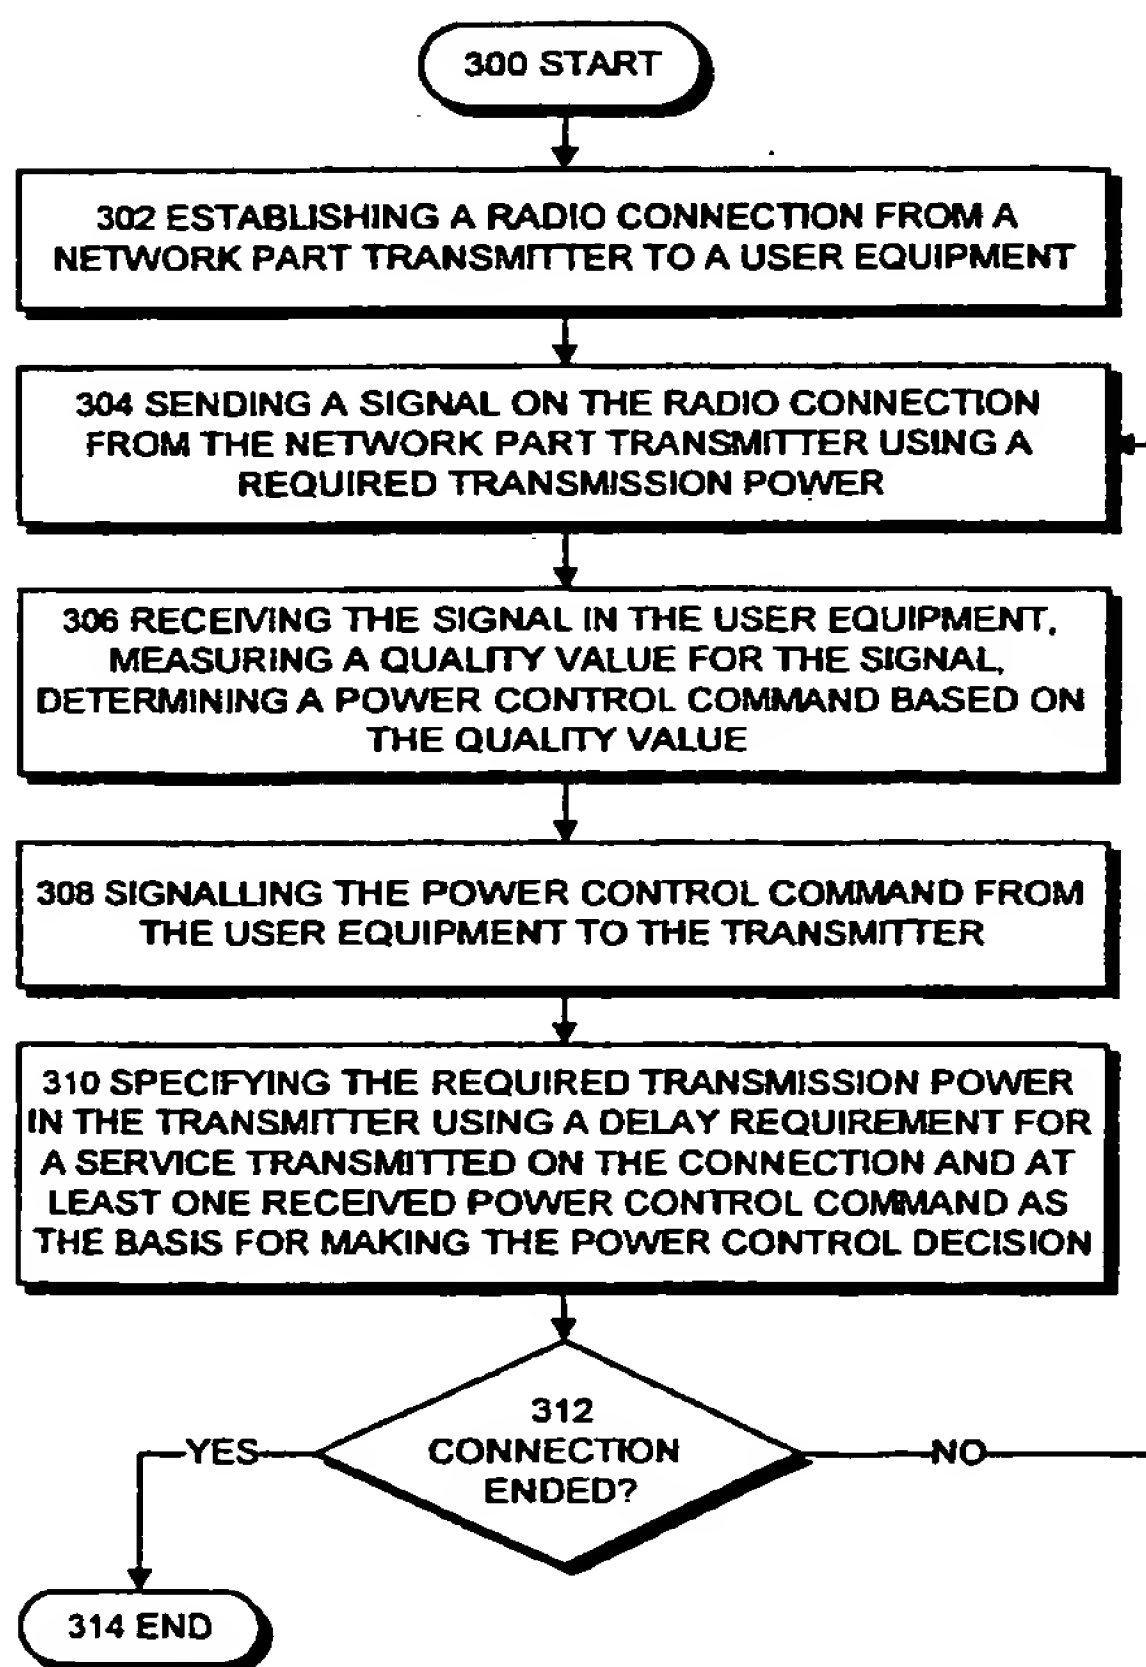 300 START
302 ESTABLISHING A RADIO CONNECTION FROM A
NETWORK PART TRANSMITTER TO A USER EQUIPMENT
304 SENDING A SIGNAL ON THE RADIO CONNECTION
FROM THE NETWORK PART TRANSMITTER USING A
REQUIRED TRANSMISSION POWER
306 RECEIVING THE SIGNAL IN THE USER EQUIPMENT,
MEASURING A QUALITY VALUE FOR THE SIGNAL,
DETERMINING A POWER CONTROL COMMAND BASED ON
THE QUALITY VALUE
308 SIGNALLING THE POWER CONTROL COMMAND FROM
THE USER EQUIPMENT TO THE TRANSMITTER
310 SPECIFYING THE REQUIRED TRANSMISSION POWER
IN THE TRANSMITTER USING A DELAY REQUIREMENT FOR
A SERVICE TRANSMITTED ON THE CONNECTION AND AT
LEAST ONE RECEIVED POWER CONTROL COMMAND AS
THE BASIS FOR MAKING THE POWER CONTROL DECISION
312
CONNECTION
ENDED?
YES
NO
314 END